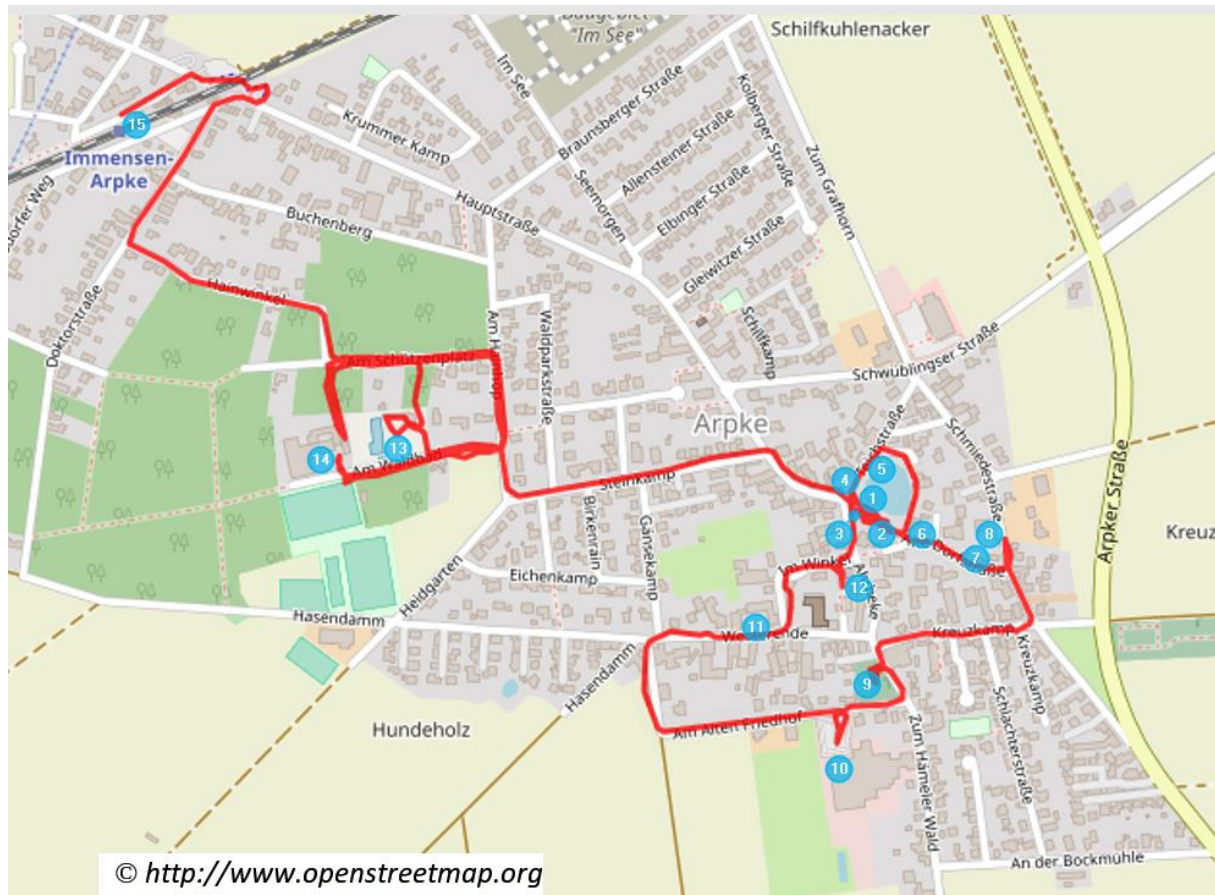 Baugebiet
"Im See"
Schilfkuhlenacker
Im See
Kolberger Straße
Braunsberger Straße
Krummer Kamp
15
Immensen-
Arpke
Allensteiner Straße
Zum Grafhorn
Seemorgen
Elbinger Straße
Hauptstraße
Buchenberg
Gleiwitzer Straße
Hainwinkel
Doktorstraße
Waldparkstraße
Am Hainhop
Schilfkamp
Am Schützenplatz
Schwüblingser Straße
Arpke
Schmiedestraße
13
14
Am Waldbad
Steinkamp
5
4
1
3
2
6
7
8
Arpker Straße
Birkenrain
Gänsekamp
Im Winkel
Eichenkamp
12
Heidgärten
Hasendamm
11
Kreuzkamp
Hasendamm
9
Kreuzkamp
Schlachterstraße
Am Alten Friedhof
Hundeholz
Zum Hämeler Wald
10
An der Bockmühle
© http://www.openstreetmap.org